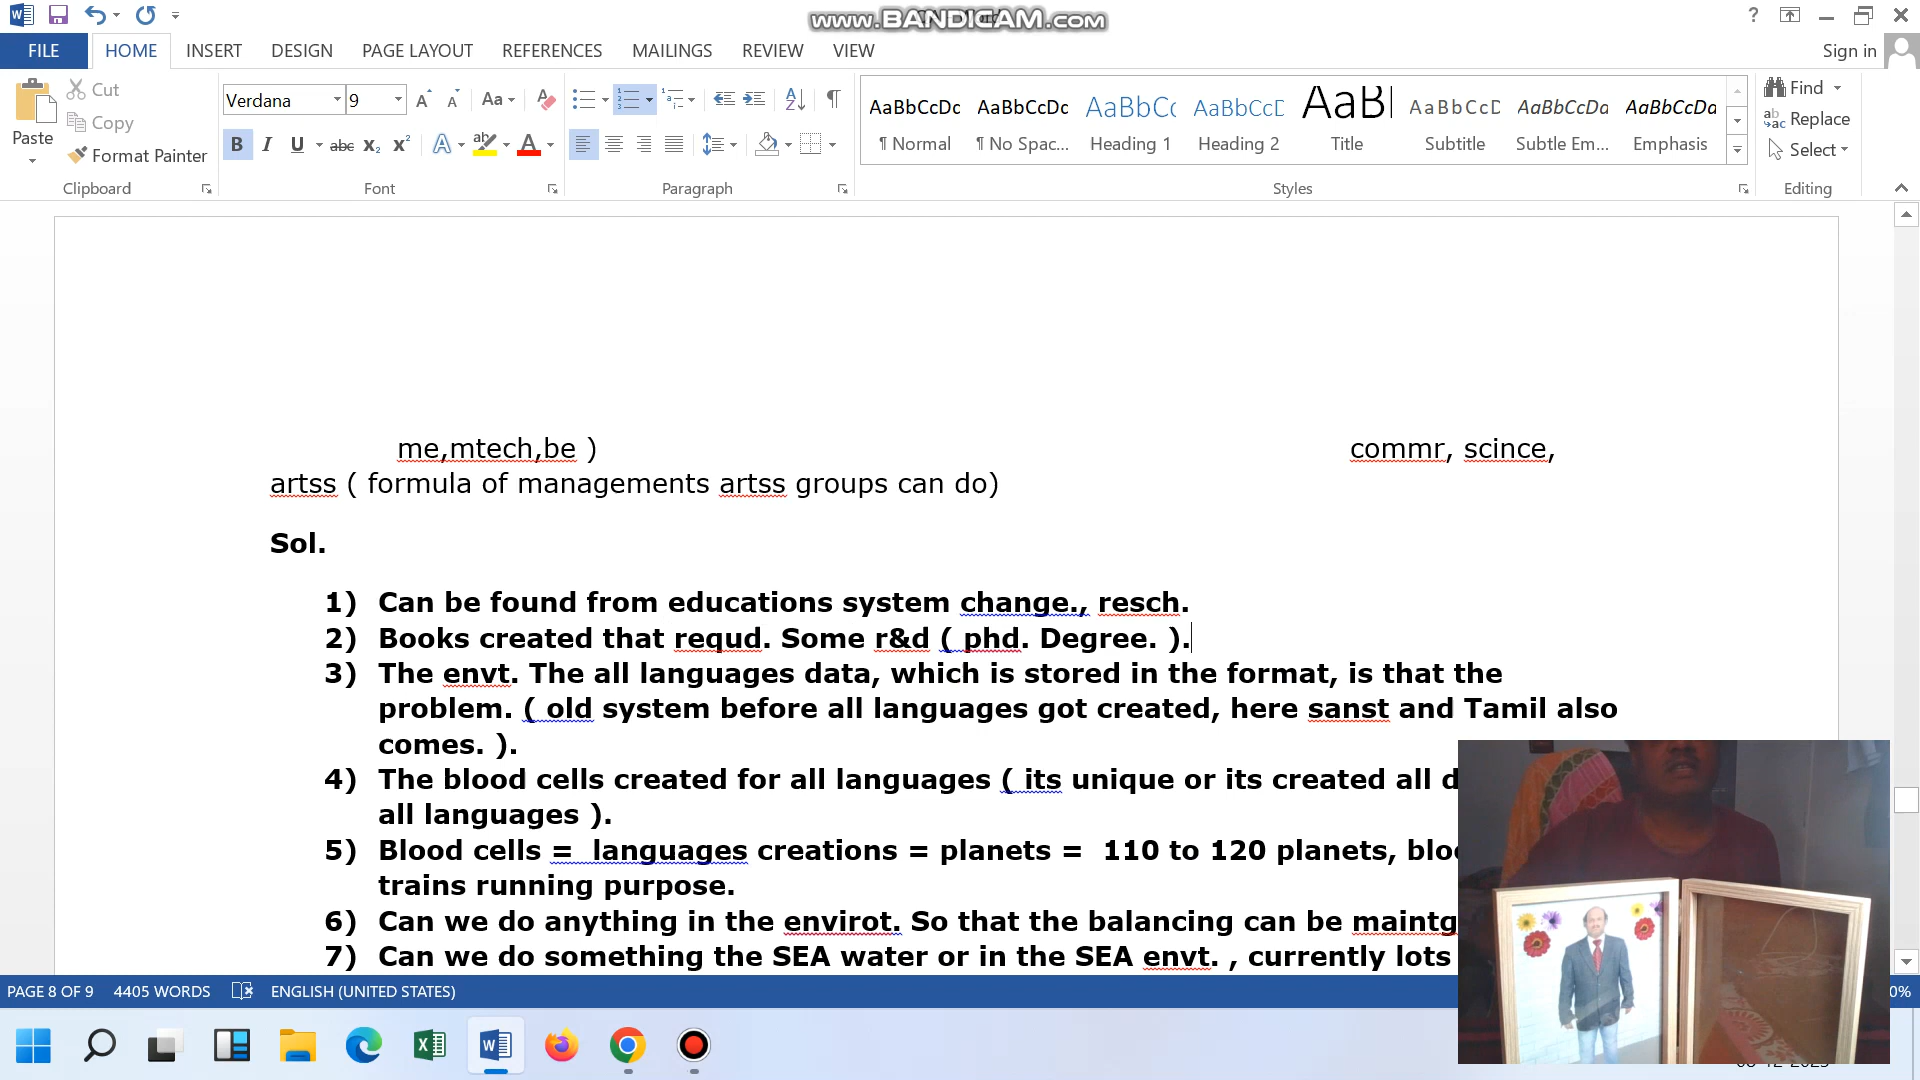 www.BANDICAM.com
FILE HOME INSERT DESIGN PAGE LAYOUT REFERENCES MAILINGS REVIEW VIEW Sign in
Paste Cut Copy Format Painter Clipboard
Verdana 9 Font
Paragraph
AaBbCcDc AaBbCcDc AaBbCc AaBbCcD AaB AaBbCcD AaBbCcDa AaBbCcDa
¶ Normal ¶ No Spac... Heading 1 Heading 2 Title Subtitle Subtle Em... Emphasis
Styles
Find
Replace
Select
Editing
me,mtech,be ) commr, scince,
artss ( formula of managements artss groups can do)
Sol.
1) Can be found from educations system change., resch.
2) Books created that requd. Some r&d ( phd. Degree. ).
3) The envt. The all languages data, which is stored in the format, is that the
problem. ( old system before all languages got created, here sanst and Tamil also
comes. ).
4) The blood cells created for all languages ( its unique or its created all d
all languages ).
5) Blood cells =  languages creations = planets =  110 to 120 planets, bloo
trains running purpose.
6) Can we do anything in the envirot. So that the balancing can be maintg
7) Can we do something the SEA water or in the SEA envt. , currently lots
PAGE 8 OF 9 4405 WORDS ENGLISH (UNITED STATES) 0%